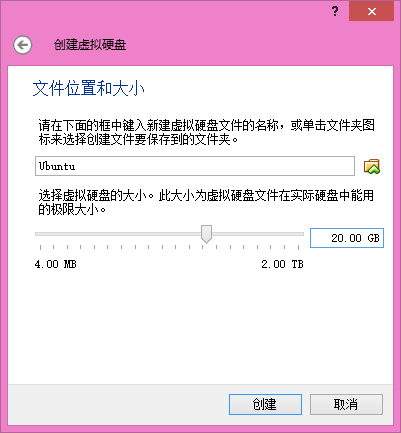 ?
创建虚拟硬盘
文件位置和大小
请在下面的框中键入新建虚拟硬盘文件的名称，或单击文件夹图
标来选择创建文件要保存到的文件夹。
Ubuntu
选择虚拟硬盘的大小。此大小为虚拟硬盘文件在实际硬盘中能用
的极限大小。
20.00 GB
4.00 MB 2.00 TB
创建 取消